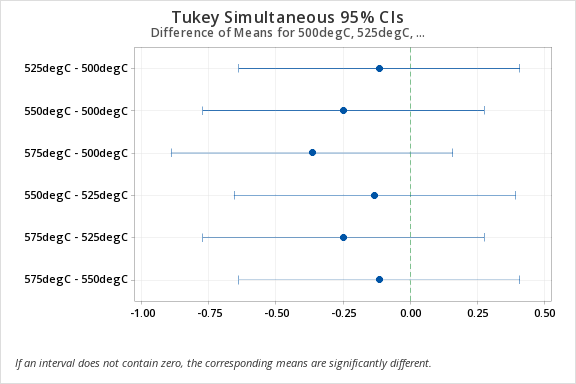 Tukey Simultaneous 95% CIs
Difference of Means for 500degC, 525degC, ...
525degC - 500degC
550degC - 500degC
575degC - 500degC
550degC - 525degC
575degC - 525degC
575degC - 550degC
-1.00 -0.75 -0.50 -0.25 0.00 0.25 0.50
If an interval does not contain zero, the corresponding means are significantly different.